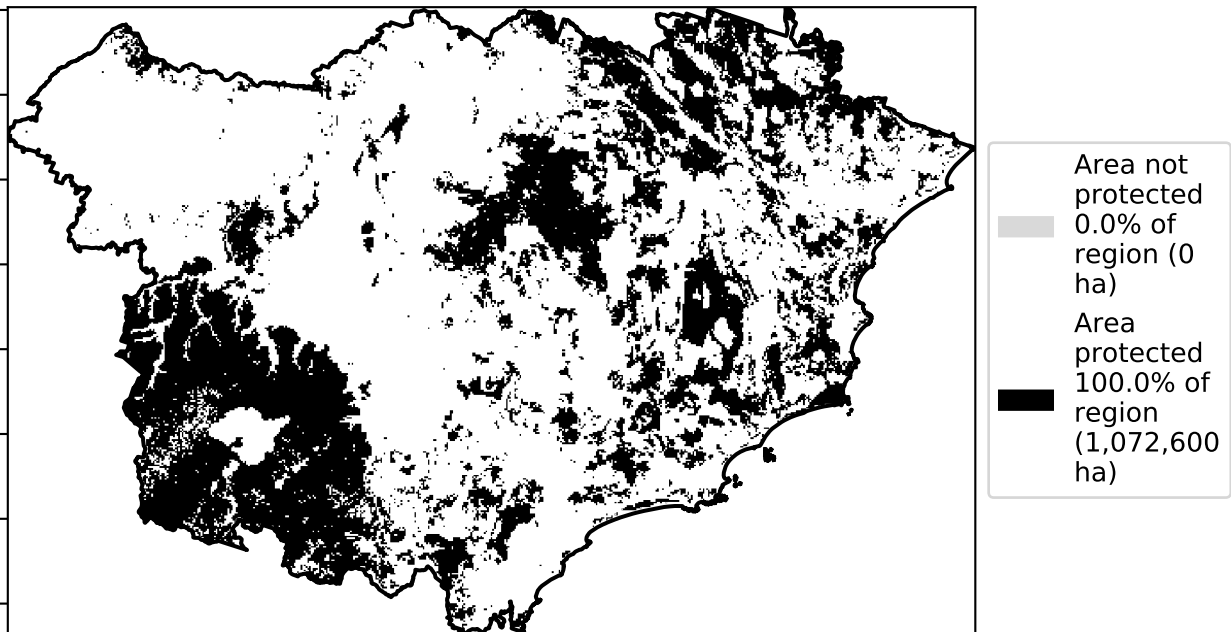 Area not
protected
0.0% of
region (0
ha)
Area
protected
100.0% of
region
(1,072,600
ha)